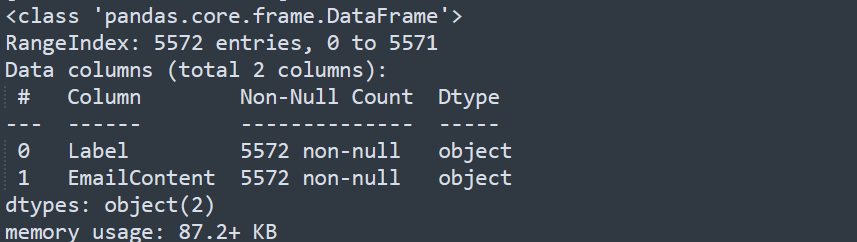 <class 'pandas.core.frame.DataFrame'>
RangeIndex: 5572 entries, 0 to 5571
Data columns (total 2 columns):
 #   Column        Non-Null Count  Dtype
---  ------        --------------  -----
 0   Label         5572 non-null   object
 1   EmailContent  5572 non-null   object
dtypes: object(2)
memory usage: 87.2+ KB